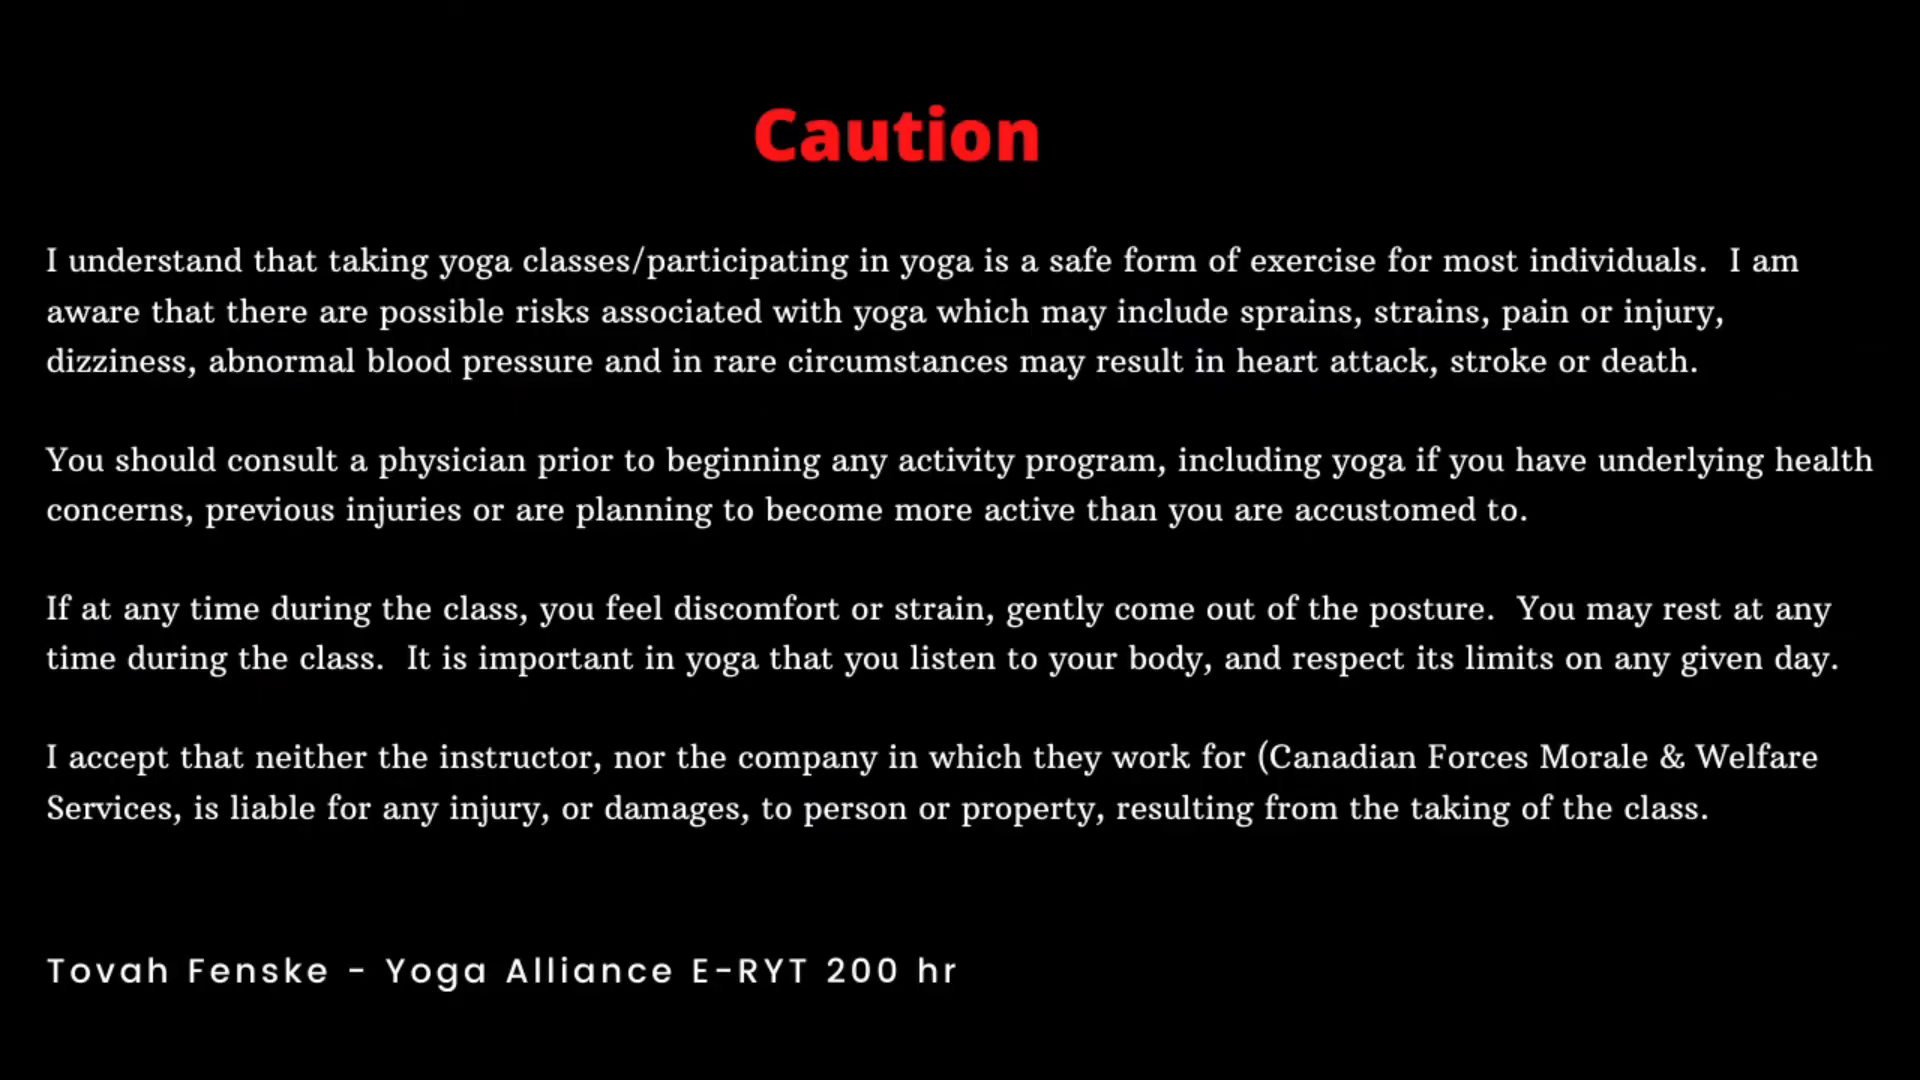 Caution
I understand that taking yoga classes/participating in yoga is a safe form of exercise for most individuals.  I am
aware that there are possible risks associated with yoga which may include sprains, strains, pain or injury,
dizziness, abnormal blood pressure and in rare circumstances may result in heart attack, stroke or death.
You should consult a physician prior to beginning any activity program, including yoga if you have underlying health
concerns, previous injuries or are planning to become more active than you are accustomed to.
If at any time during the class, you feel discomfort or strain, gently come out of the posture.  You may rest at any
time during the class.  It is important in yoga that you listen to your body, and respect its limits on any given day.
I accept that neither the instructor, nor the company in which they work for (Canadian Forces Morale & Welfare
Services, is liable for any injury, or damages, to person or property, resulting from the taking of the class.
Tovah Fenske - Yoga Alliance E-RYT 200 hr